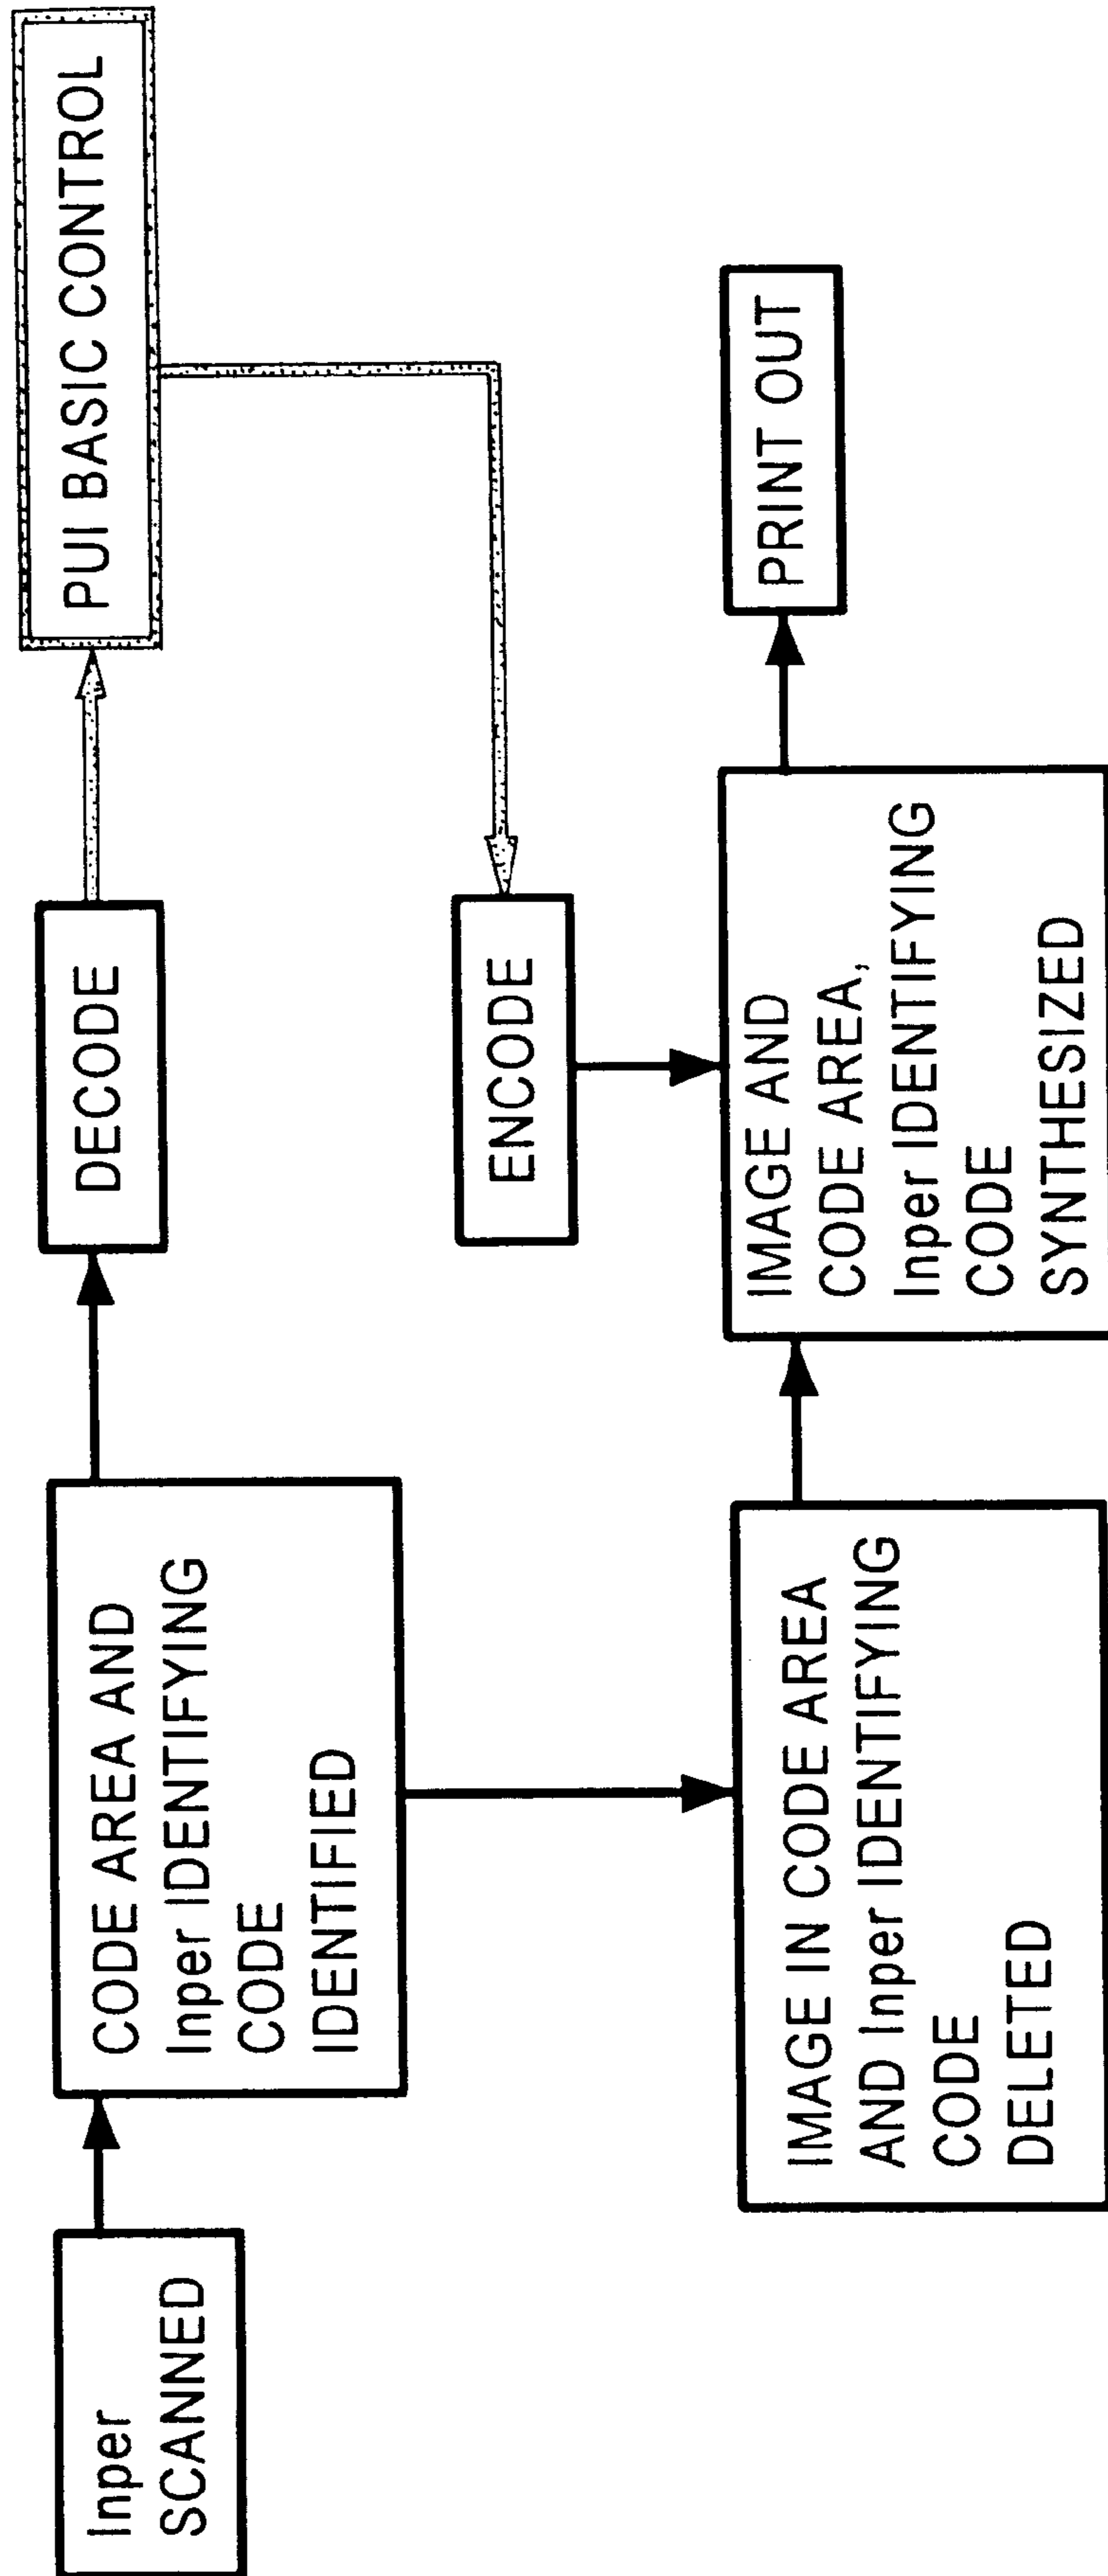 Inper
SCANNED
CODE AREA AND
Inper IDENTIFYING
CODE
IDENTIFIED
DECODE
PUI BASIC CONTROL
ENCODE
IMAGE IN CODE AREA
AND Inper IDENTIFYING
CODE
DELETED
IMAGE AND
CODE AREA,
Inper IDENTIFYING
CODE
SYNTHESIZED
PRINT OUT